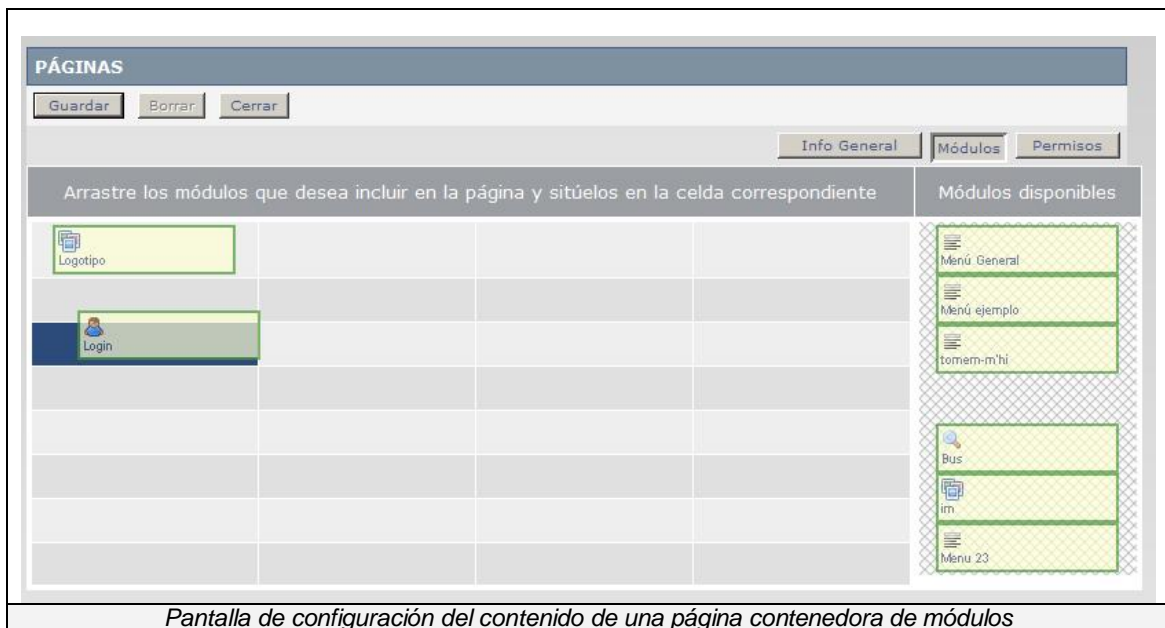 PÁGINAS
Guardar Borrar Cerrar
Info General Módulos Permisos
Arrastre los módulos que desea incluir en la página y sitúelos en la celda correspondiente Módulos disponibles
Logotipo
Menú General
Menú ejemplo
Login
tomem-m'hi
Bus
im
Menu 23
Pantalla de configuración del contenido de una página contenedora de módulos